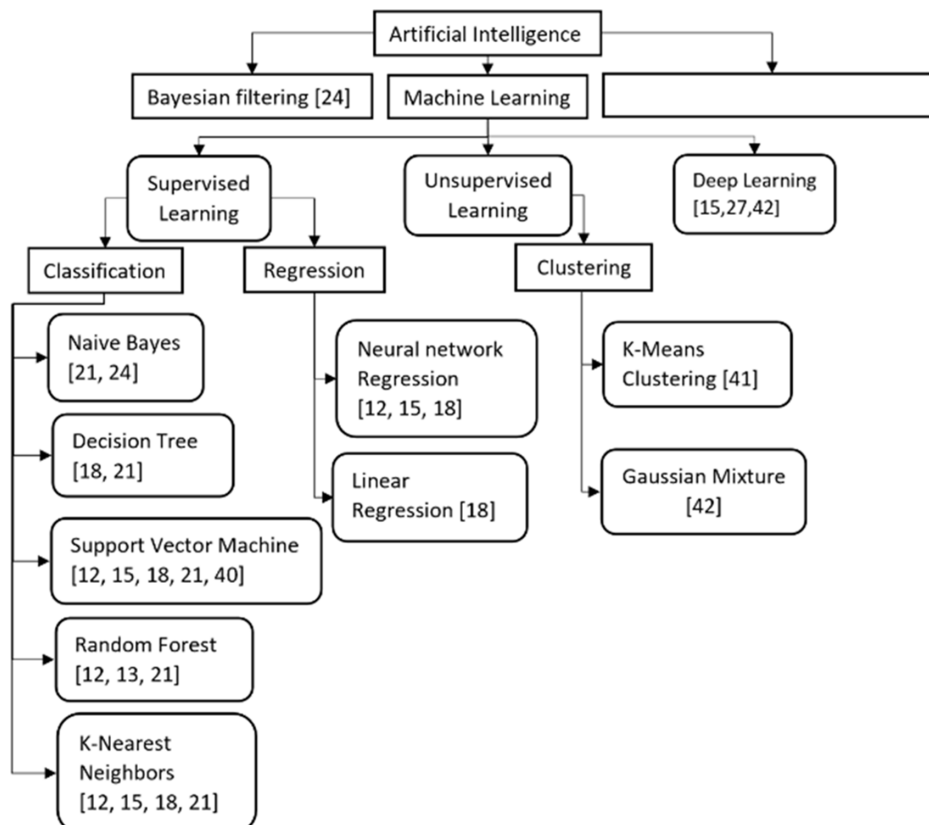 Artificial Intelligence
Bayesian filtering [24]
Machine Learning
Supervised
Learning
Unsupervised
Learning
Deep Learning
[15,27,42]
Classification
Regression
Clustering
Naive Bayes
[21, 24]
Decision Tree
[18, 21]
Support Vector Machine
[12, 15, 18, 21, 40]
Random Forest
[12, 13, 21]
K-Nearest
Neighbors
[12, 15, 18, 21]
Neural network
Regression
[12, 15, 18]
Linear
Regression [18]
K-Means
Clustering [41]
Gaussian Mixture
[42]